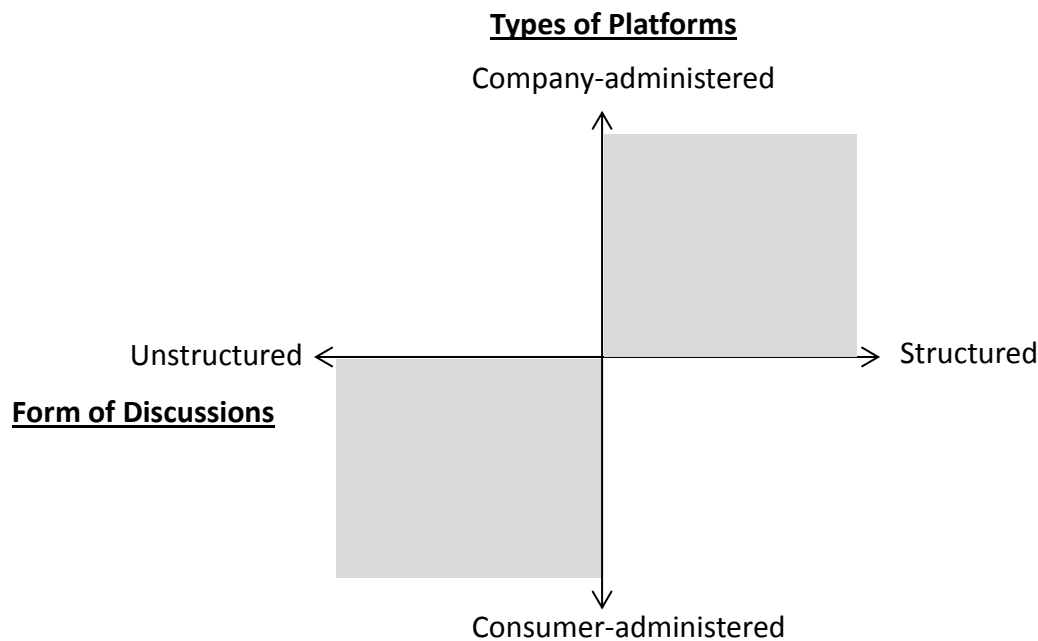 Types of Platforms
Company-administered
Unstructured
Structured
Form of Discussions
Consumer-administered